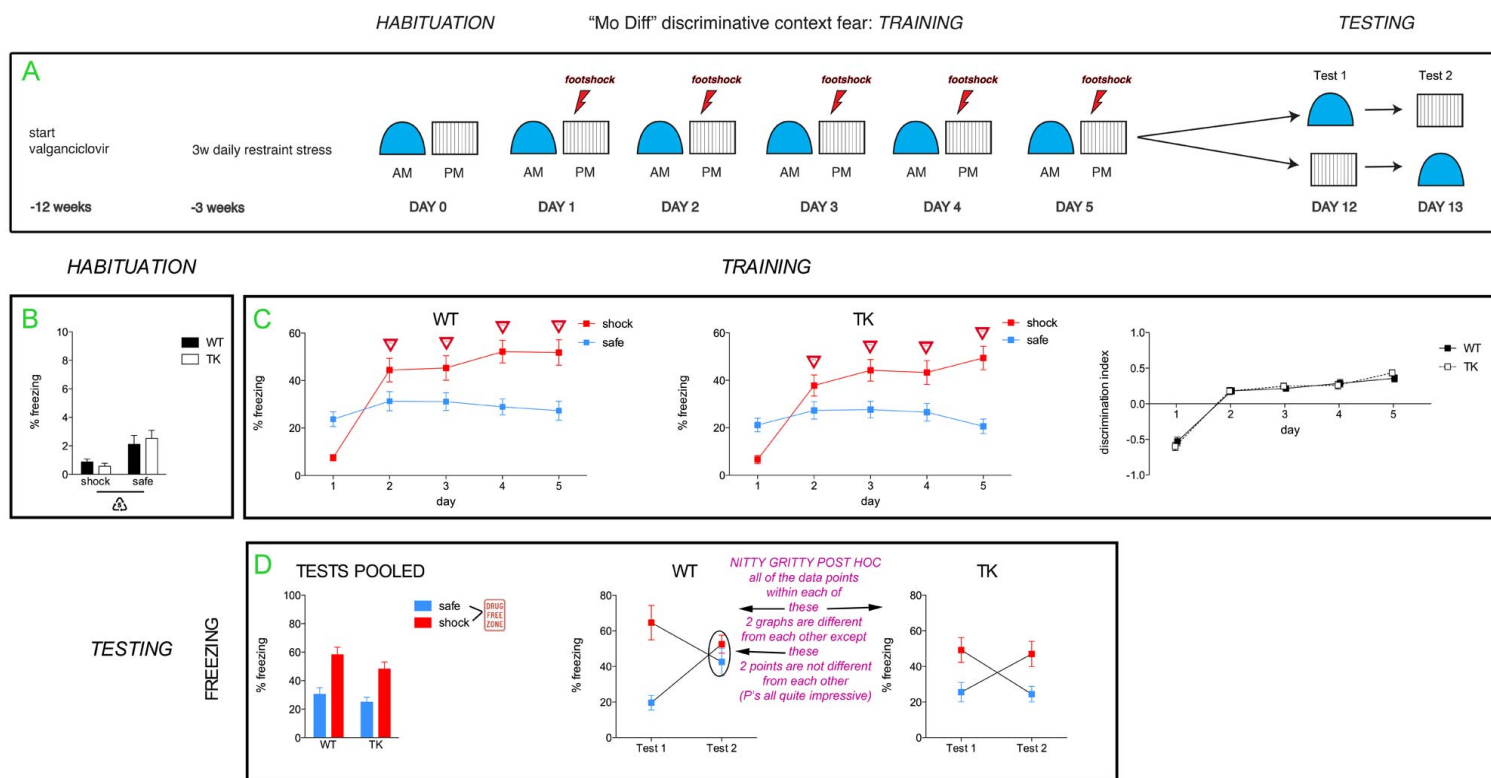 HABITUATION
“Mo Diff” discriminative context fear: TRAINING
TESTING
A
footshock
footshock
footshock
footshock
footshock
Test 1
Test 2
start
valganciclovir
3w daily restraint stress
AM PM
AM PM
AM PM
AM PM
AM PM
AM PM
-12 weeks
-3 weeks
DAY 0
DAY 1
DAY 2
DAY 3
DAY 4
DAY 5
DAY 12
DAY 13
HABITUATION
TRAINING
B
10
8
6
4
2
0
% freezing
WT
TK
shock
safe
C
WT
shock
safe
60
40
20
0
% freezing
1 2 3 4 5
day
TK
shock
safe
60
40
20
0
% freezing
1 2 3 4 5
day
WT
TK
1.0
0.5
0.0
-0.5
-1.0
discrimination index
1 2 3 4 5
day
TESTING
FREEZING
D
TESTS POOLED
100
80
60
40
20
0
% freezing
WT
TK
safe
shock
DRUG
FREE
ZONE
WT
80
60
40
20
0
% freezing
Test 1
Test 2
NITTY GRITTY POST HOC
all of the data points
within each of
these
2 graphs are different
from each other except
these
2 points are not different
from each other
(P's all quite impressive)
TK
80
60
40
20
0
% freezing
Test 1
Test 2